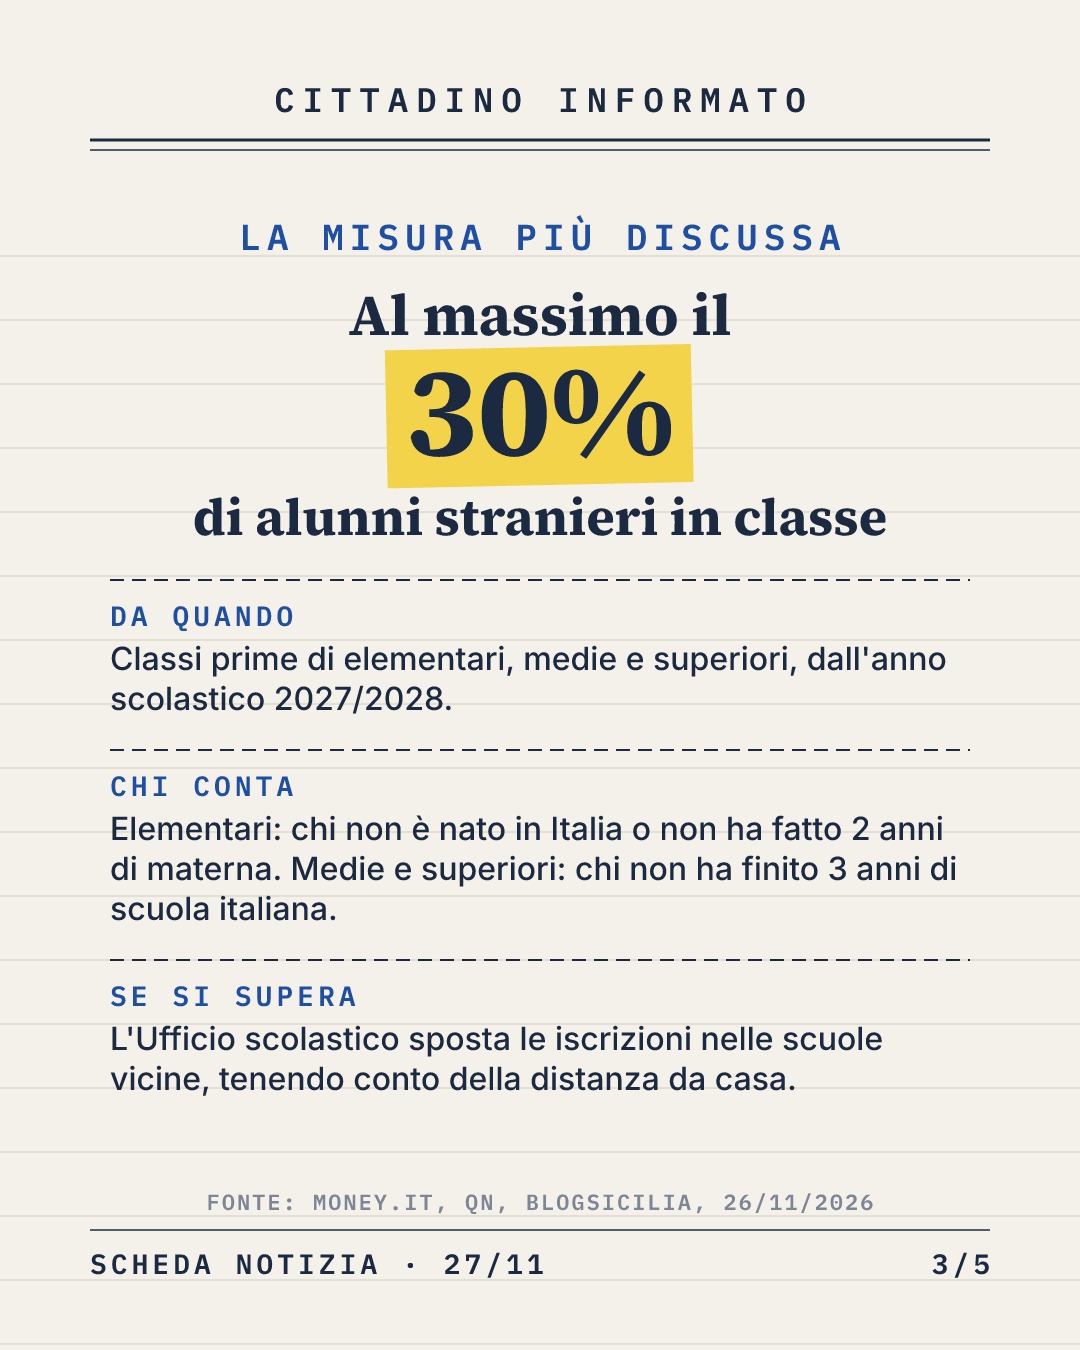 CITTADINO INFORMATO
LA MISURA PIÙ DISCUSSA
Al massimo il
30%
di alunni stranieri in classe
DA QUANDO
Classi prime di elementari, medie e superiori, dall'anno
scolastico 2027/2028.
CHI CONTA
Elementari: chi non è nato in Italia o non ha fatto 2 anni
di materna. Medie e superiori: chi non ha finito 3 anni di
scuola italiana.
SE SI SUPERA
L'Ufficio scolastico sposta le iscrizioni nelle scuole
vicine, tenendo conto della distanza da casa.
FONTE: MONEY.IT, QN, BLOGSICILIA, 26/11/2026
SCHEDA NOTIZIA · 27/11
3/5